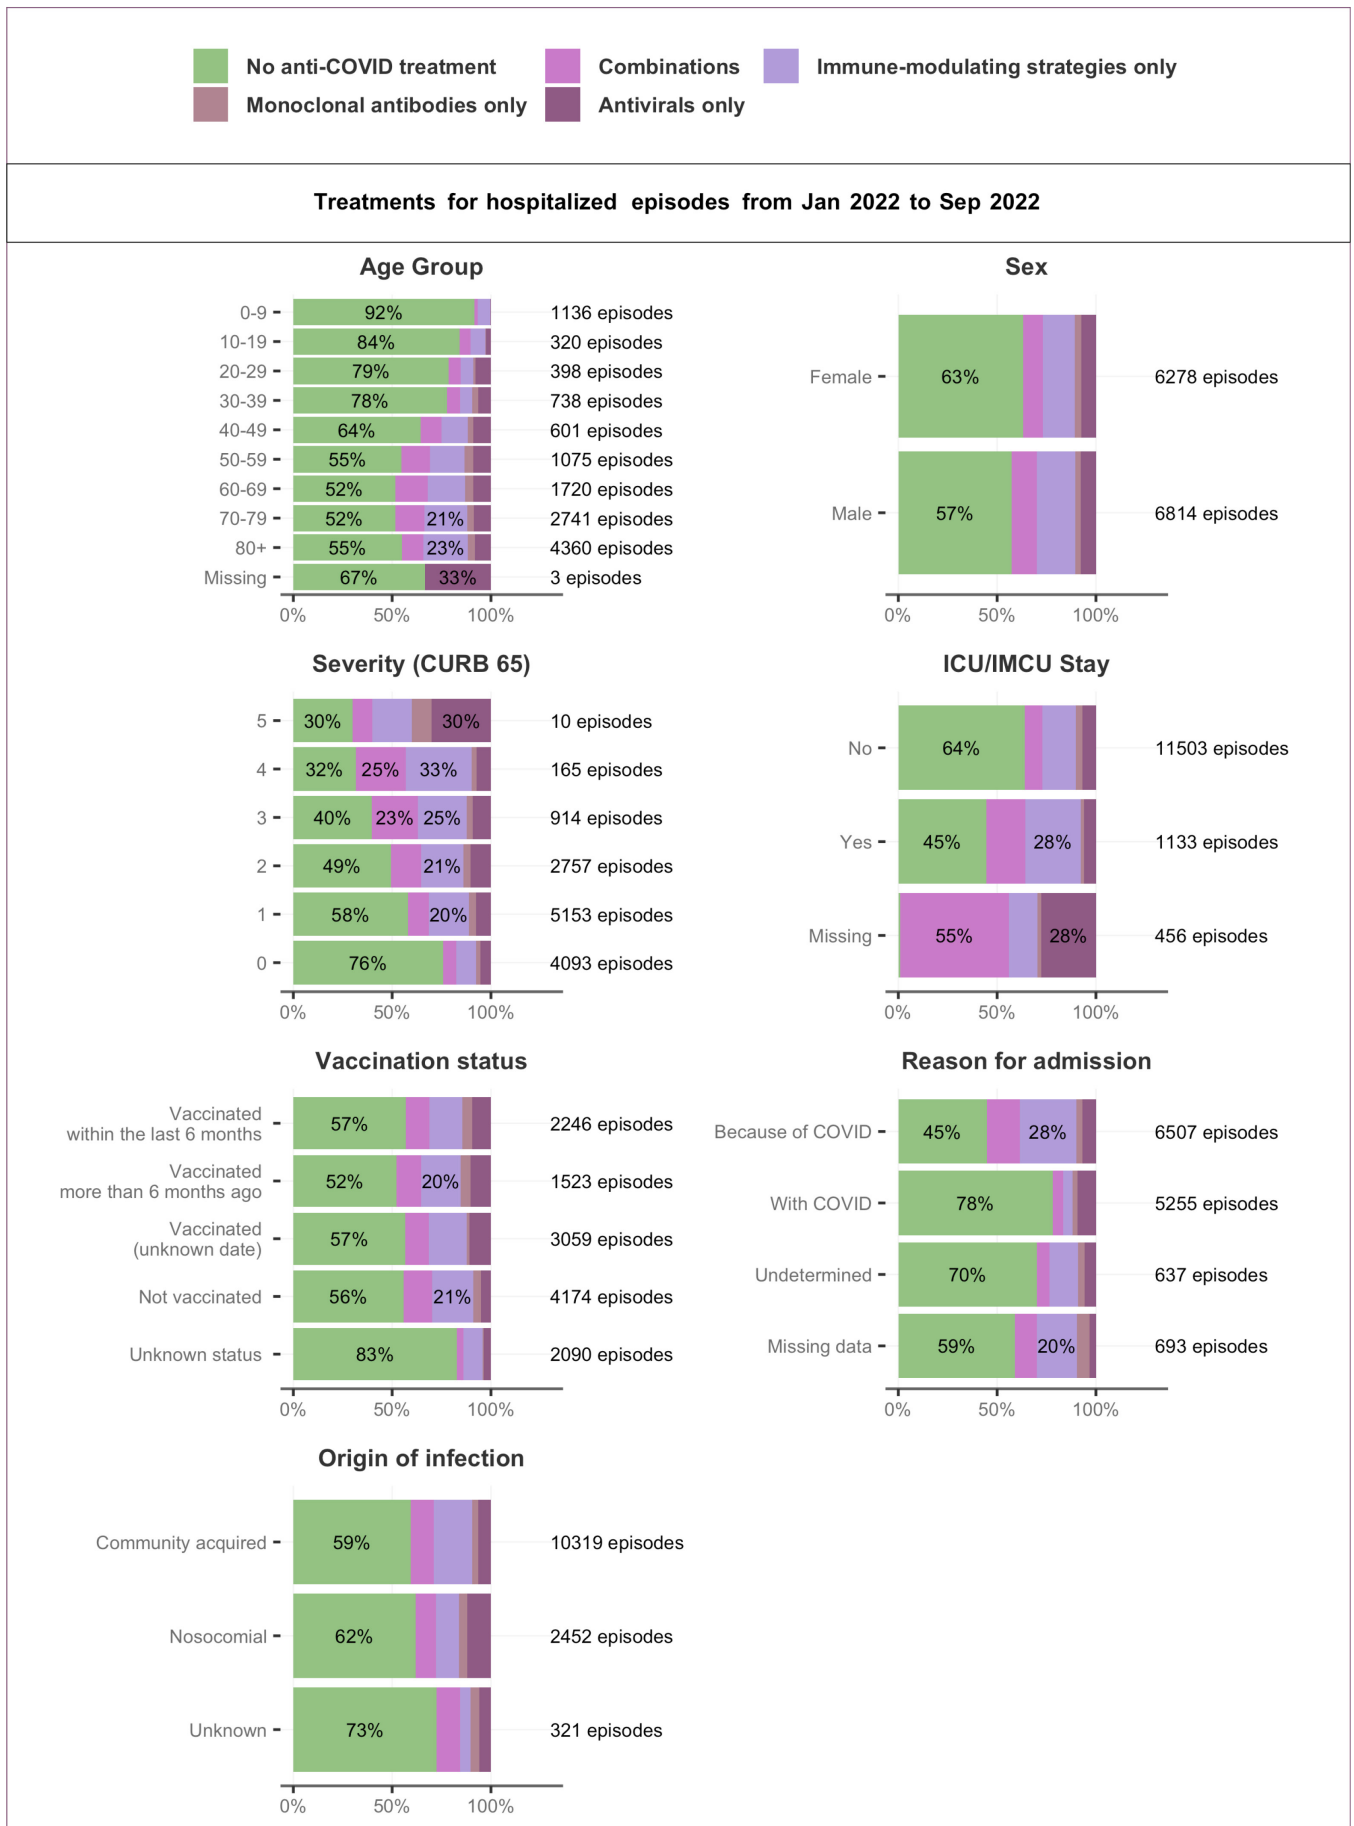 No anti-COVID treatment
Combinations
Immune-modulating strategies only
Monoclonal antibodies only
Antivirals only
Treatments for hospitalized episodes from Jan 2022 to Sep 2022
Age Group
0-9 92% 1136 episodes
10-19 84% 320 episodes
20-29 79% 398 episodes
30-39 78% 738 episodes
40-49 64% 601 episodes
50-59 55% 1075 episodes
60-69 52% 1720 episodes
70-79 52% 21% 2741 episodes
80+ 55% 23% 4360 episodes
Missing 67% 33% 3 episodes
0% 50% 100%
Sex
Female 63% 6278 episodes
Male 57% 6814 episodes
0% 50% 100%
Severity (CURB 65)
5 30% 30% 10 episodes
4 32% 25% 33% 165 episodes
3 40% 23% 25% 914 episodes
2 49% 21% 2757 episodes
1 58% 20% 5153 episodes
0 76% 4093 episodes
0% 50% 100%
ICU/IMCU Stay
No 64% 11503 episodes
Yes 45% 28% 1133 episodes
Missing 55% 28% 456 episodes
0% 50% 100%
Vaccination status
Vaccinated
within the last 6 months 57% 2246 episodes
Vaccinated
more than 6 months ago 52% 20% 1523 episodes
Vaccinated
(unknown date) 57% 3059 episodes
Not vaccinated 56% 21% 4174 episodes
Unknown status 83% 2090 episodes
0% 50% 100%
Reason for admission
Because of COVID 45% 28% 6507 episodes
With COVID 78% 5255 episodes
Undetermined 70% 637 episodes
Missing data 59% 20% 693 episodes
0% 50% 100%
Origin of infection
Community acquired 59% 10319 episodes
Nosocomial 62% 2452 episodes
Unknown 73% 321 episodes
0% 50% 100%